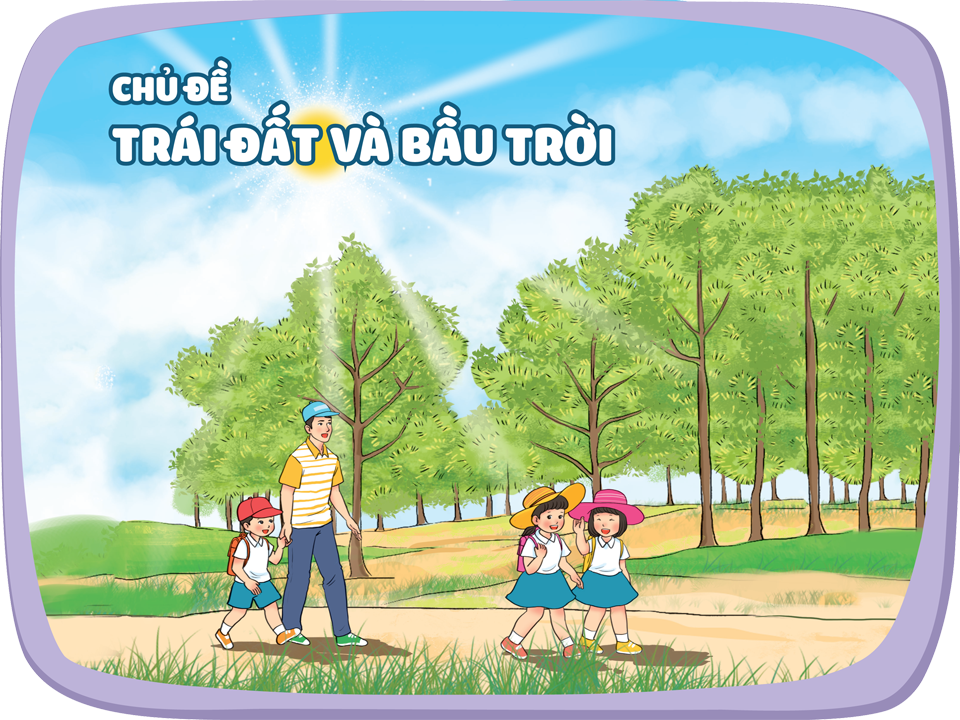 CHỦ ĐỀ
TRÁI ĐẤT VÀ BẦU TRỜI